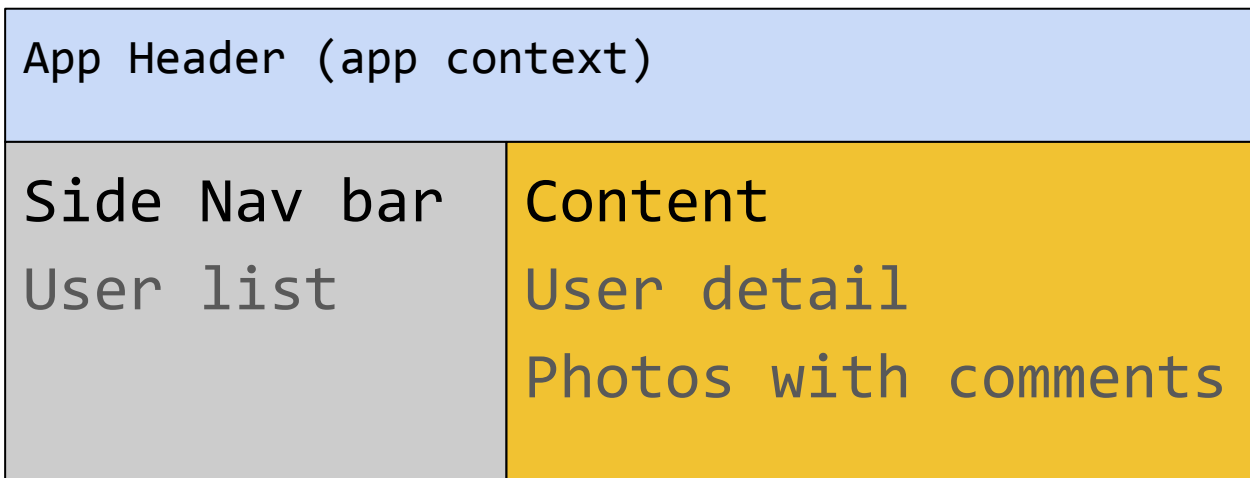 App Header (app context)
Side Nav bar
User list
Content
User detail
Photos with comments